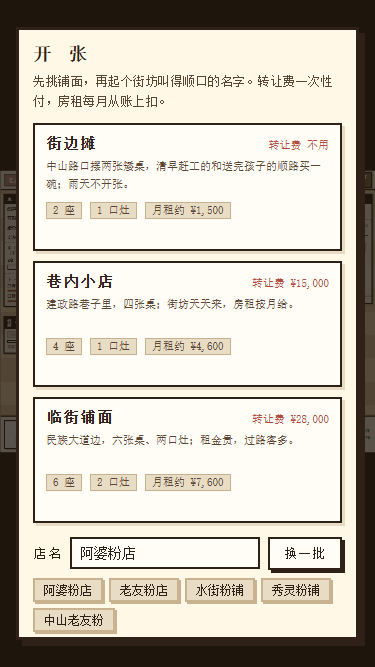 开 张
先挑铺面，再起个街坊叫得顺口的名字。转让费一次性
付，房租每月从账上扣。
街边摊 转让费 不用
中山路口摆两张矮桌，清早赶工的和送完孩子的顺路买一
碗；雨天不开张。
2 座 1 口灶 月租约 ¥1,500
巷内小店 转让费 ¥15,000
建政路巷子里，四张桌；街坊天天来，房租按月给。
4 座 1 口灶 月租约 ¥4,600
临街铺面 转让费 ¥28,000
民族大道边，六张桌、两口灶；租金贵，过路客多。
6 座 2 口灶 月租约 ¥7,600
店名 阿婆粉店 换一批
阿婆粉店 老友粉店 水街粉铺 秀灵粉铺
中山老友粉